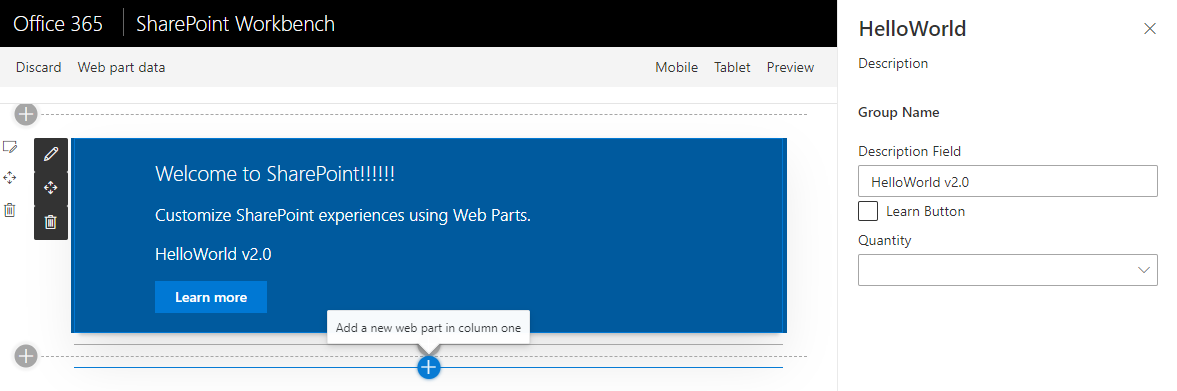 Office 365 SharePoint Workbench
Discard Web part data Mobile Tablet Preview
Welcome to SharePoint!!!!!!
Customize SharePoint experiences using Web Parts.
HelloWorld v2.0
Learn more
Add a new web part in column one
HelloWorld
Description
Group Name
Description Field
HelloWorld v2.0
Learn Button
Quantity